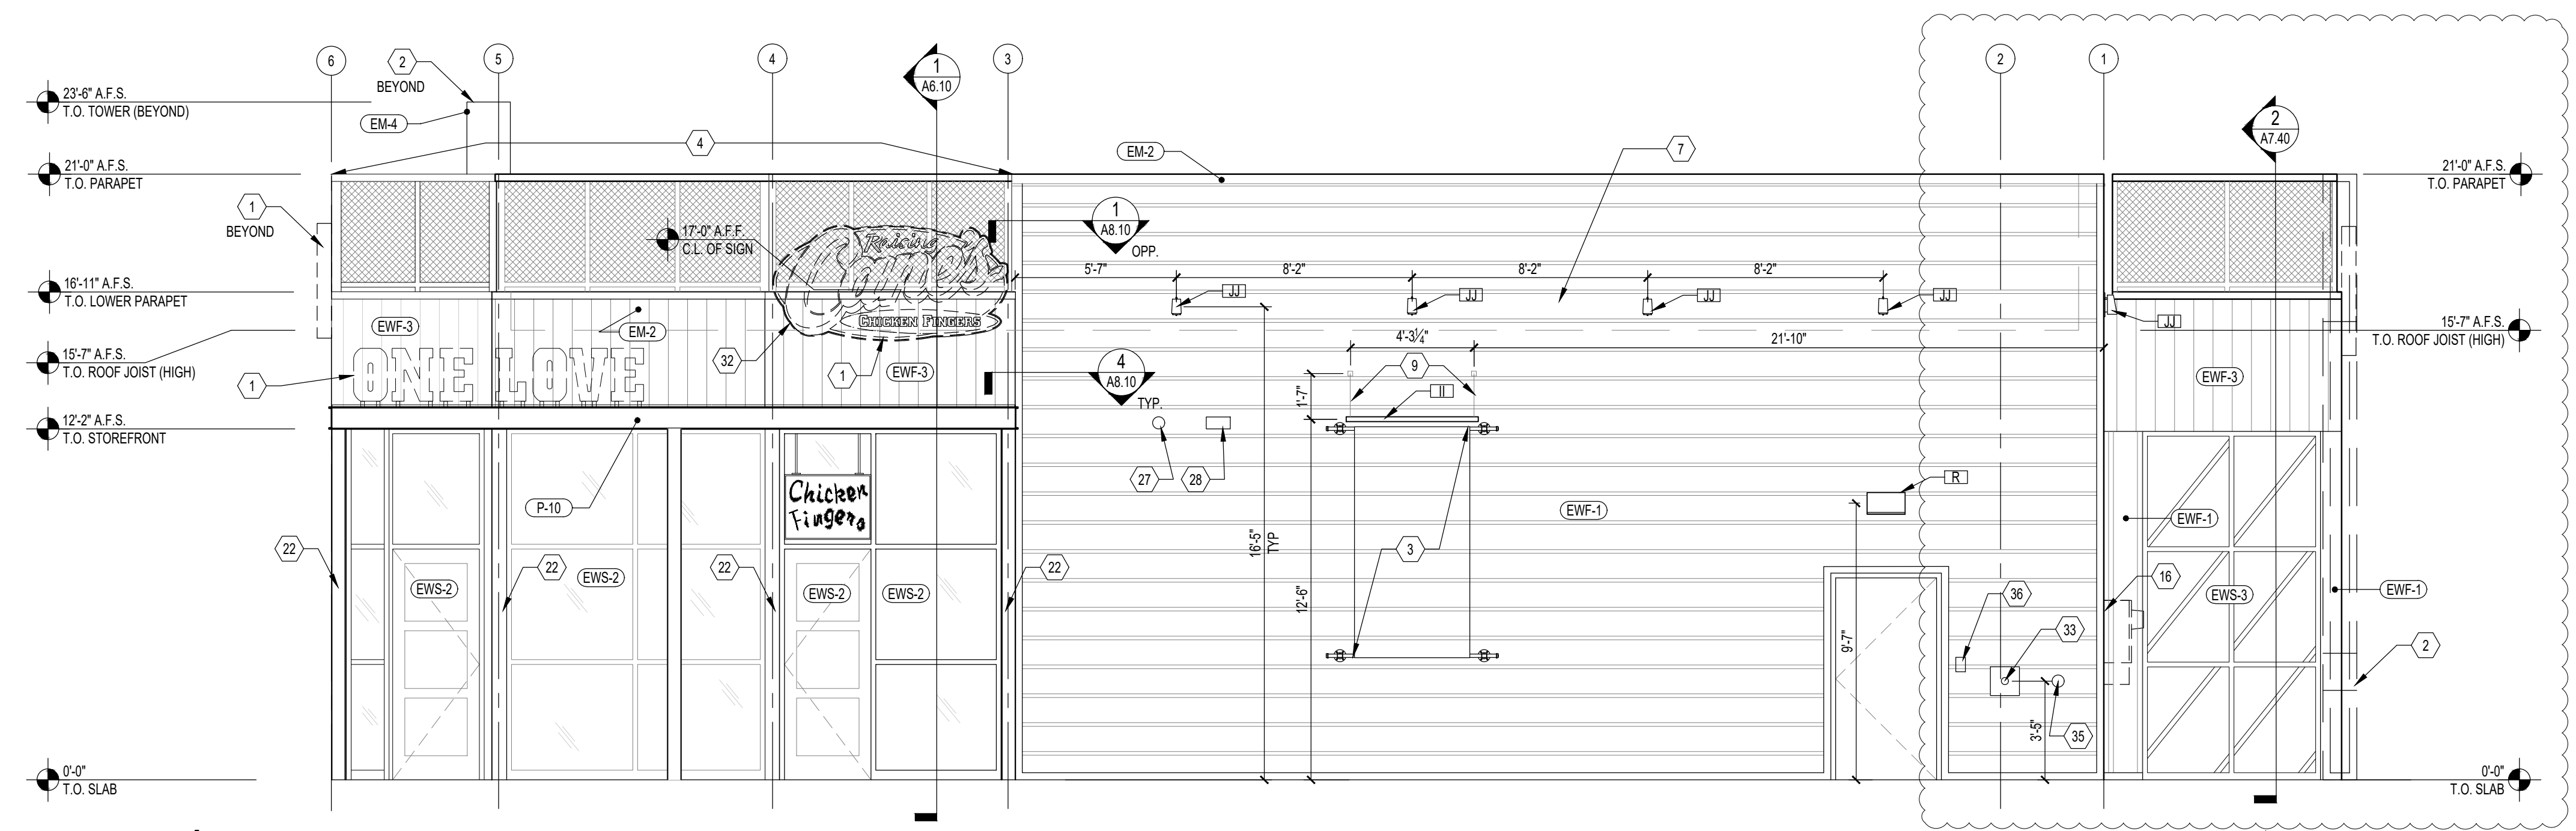 6
2
BEYOND
5
4
1
A6.10
3
2
1
23'-6" A.F.S.
T.O. TOWER (BEYOND)
EM-4
4
EM-2
7
2
A7.40
21'-0" A.F.S.
T.O. PARAPET
21'-0" A.F.S.
T.O. PARAPET
1
BEYOND
17'-0" A.F.F.
C.L. OF SIGN
Raising
Cane's
CHICKEN FINGERS
1
A8.10
OPP.
5'-7"
8'-2"
8'-2"
8'-2"
16'-11" A.F.S.
T.O. LOWER PARAPET
JJ
JJ
JJ
JJ
JJ
EWF-3
EM-2
15'-7" A.F.S.
T.O. ROOF JOIST (HIGH)
15'-7" A.F.S.
T.O. ROOF JOIST (HIGH)
4'-3¼"
21'-10"
ONE LOVE
1
32
1
EWF-3
4
A8.10
TYP.
9
II
1'-7"
EWF-3
12'-2" A.F.S.
T.O. STOREFRONT
27
28
R
Chicken
Fingers
P-10
EWF-1
EWF-1
22
22
22
22
16'-5"
TYP
3
EWS-2
EWS-2
EWS-2
EWS-2
12'-6"
9'-7"
36
33
16
EWS-3
EWF-1
2
3'-5"
35
0'-0"
T.O. SLAB
0'-0"
T.O. SLAB